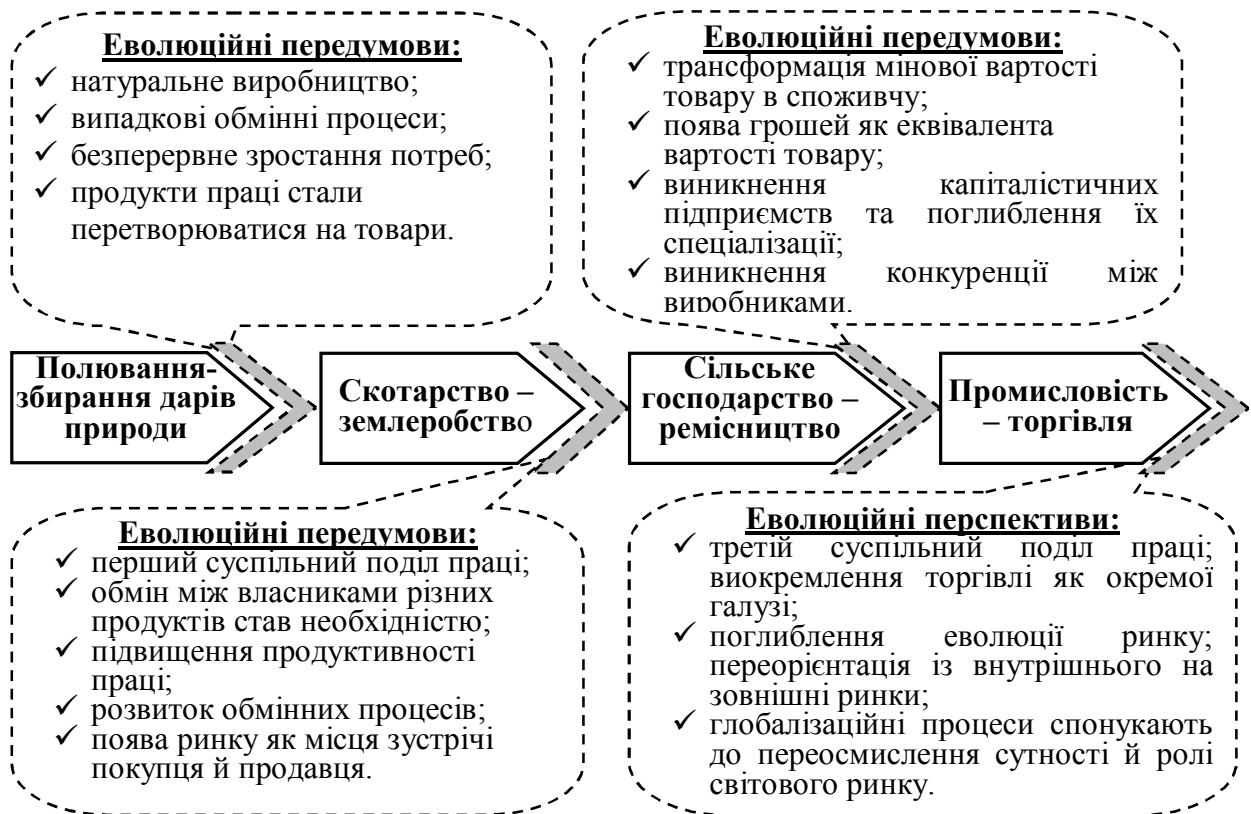 Еволюційні передумови:
✓ натуральне виробництво;
✓ випадкові обмінні процеси;
✓ безперервне зростання потреб;
✓ продукти праці стали
перетворюватися на товари.
Еволюційні передумови:
✓ трансформація мінової вартості
товару в споживчу;
✓ поява грошей як еквівалента
вартості товару;
✓ виникнення капіталістичних
підприємств та поглиблення їх
спеціалізації;
✓ виникнення конкуренції між
виробниками.
Полювання-
збирання дарів
природи
Скотарство –
землеробство
Сільське
господарство –
ремісництво
Промисловість
– торгівля
Еволюційні передумови:
✓ перший суспільний поділ праці;
✓ обмін між власниками різних
продуктів став необхідністю;
✓ підвищення продуктивності
праці;
✓ розвиток обмінних процесів;
✓ поява ринку як місця зустрічі
покупця й продавця.
Еволюційні перспективи:
✓ третій суспільний поділ праці;
виокремлення торгівлі як окремої
галузі;
✓ поглиблення еволюції ринку;
переорієнтація із внутрішнього на
зовнішні ринки;
✓ глобалізаційні процеси спонукають
до переосмислення сутності й ролі
світового ринку.